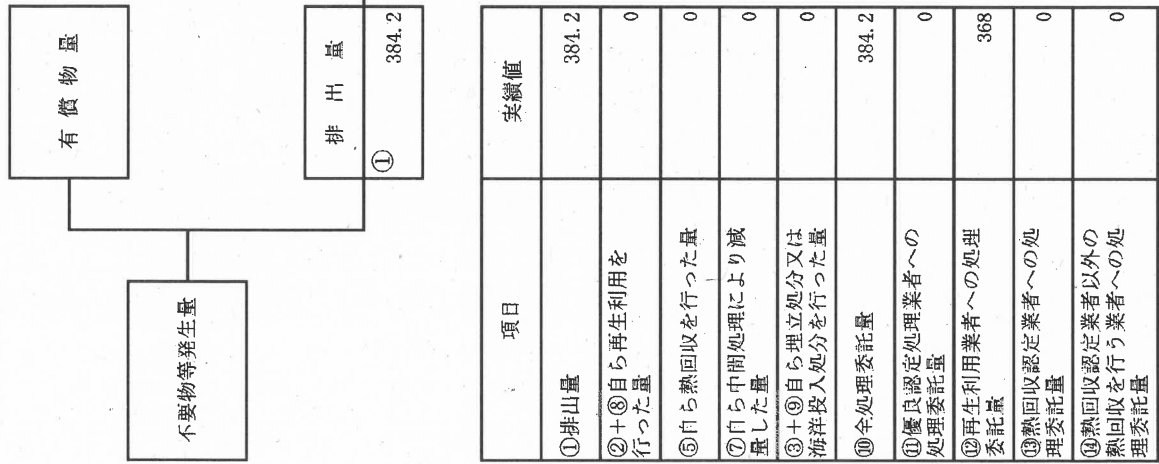 有償物量
不要物等発生量
排出量
①
384.2
項目
実績値
①排出量
384.2
②+⑧自ら再生利用を
行った量
0
⑤自ら熱回収を行った量
0
⑦自ら中間処理により減
量した量
0
③+⑨自ら埋立処分又は
海洋投入処分を行った量
0
⑩全処理委託量
384.2
⑪優良認定処理業者への
処理委託量
0
⑫再生利用業者への処理
委託量
368
⑬熱回収認定業者への処
理委託量
0
⑭熱回収認定業者以外の
熱回収を行う業者への処
理委託量
0